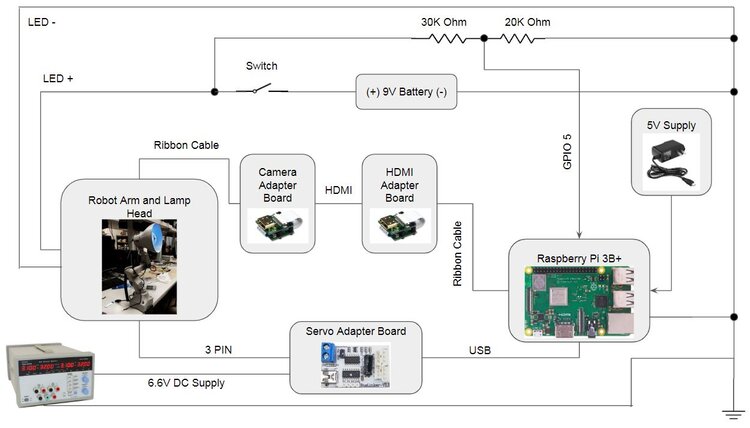 LED -
30K Ohm
20K Ohm
Switch
LED +
(+) 9V Battery (-)
5V Supply
GPIO 5
Ribbon Cable
Camera
Adapter
Board
HDMI
HDMI
Adapter
Board
Robot Arm and Lamp
Head
Ribbon Cable
Raspberry Pi 3B+
Servo Adapter Board
3 PIN
USB
6.6V DC Supply